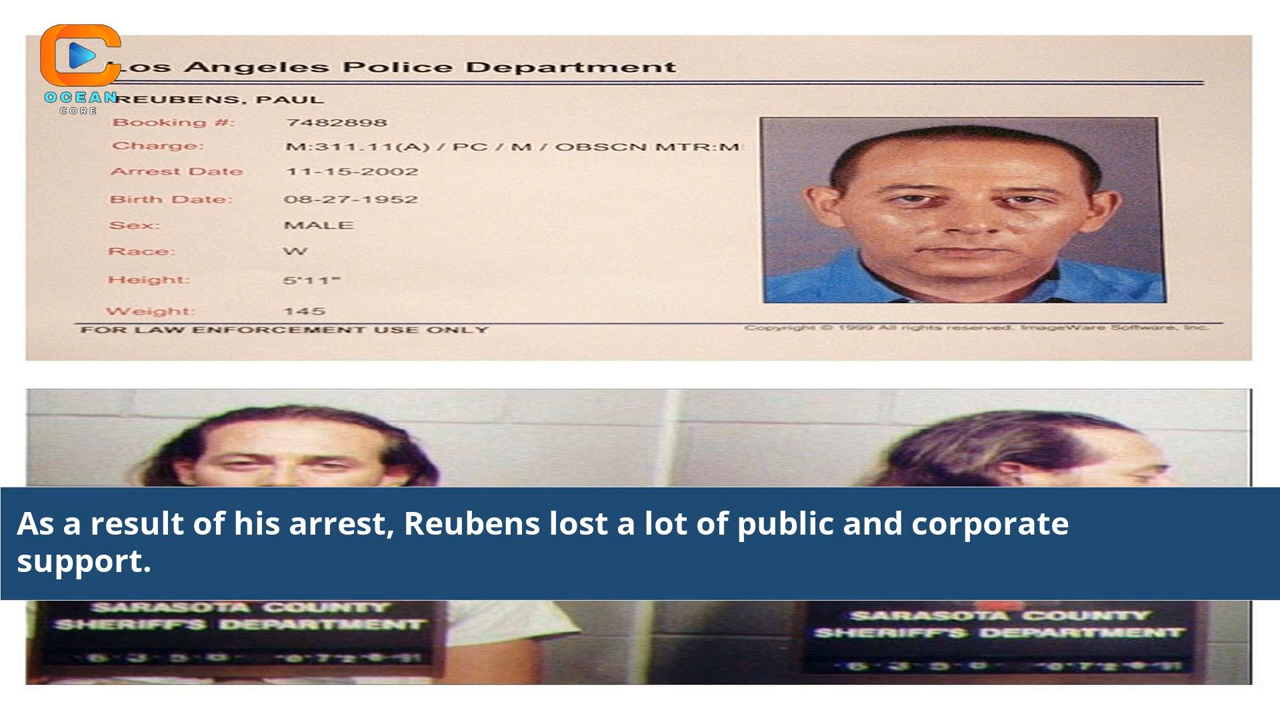 OCEAN
CORE
Los Angeles Police Department
REUBENS, PAUL
Booking #: 7482898
Charge: M:311.11(A) / PC / M / OBSCN MTR:M
Arrest Date 11-15-2002
Birth Date: 08-27-1952
Sex: MALE
Race: W
Height: 5'11"
Weight: 145
FOR LAW ENFORCEMENT USE ONLY
Copyright © 1999 All rights reserved. ImageWare Software, Inc.
As a result of his arrest, Reubens lost a lot of public and corporate
support.
SARASOTA COUNTY
SHERIFF'S DEPARTMENT
SARASOTA COUNTY
SHERIFF'S DEPARTMENT